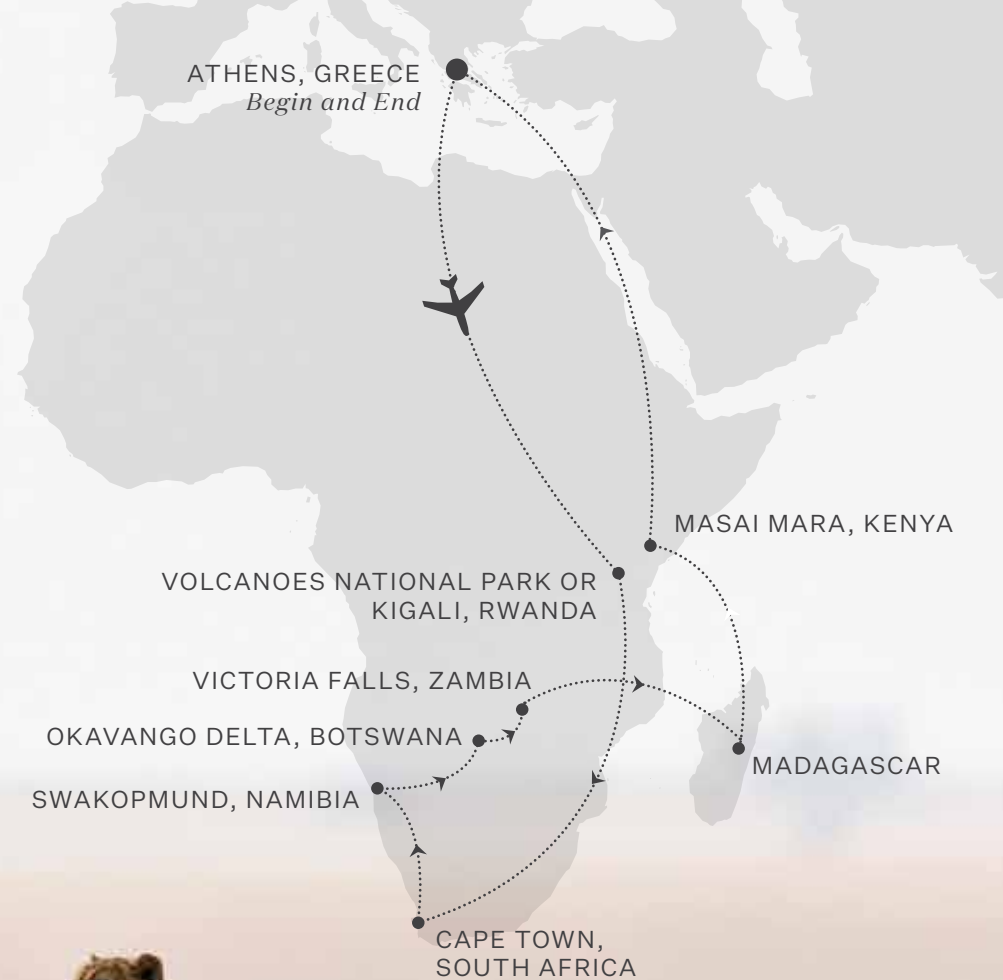 ATHENS, GREECE
Begin and End
MASAI MARA, KENYA
VOLCANOES NATIONAL PARK OR
KIGALI, RWANDA
VICTORIA FALLS, ZAMBIA
OKAVANGO DELTA, BOTSWANA
MADAGASCAR
SWAKOPMUND, NAMIBIA
CAPE TOWN,
SOUTH AFRICA